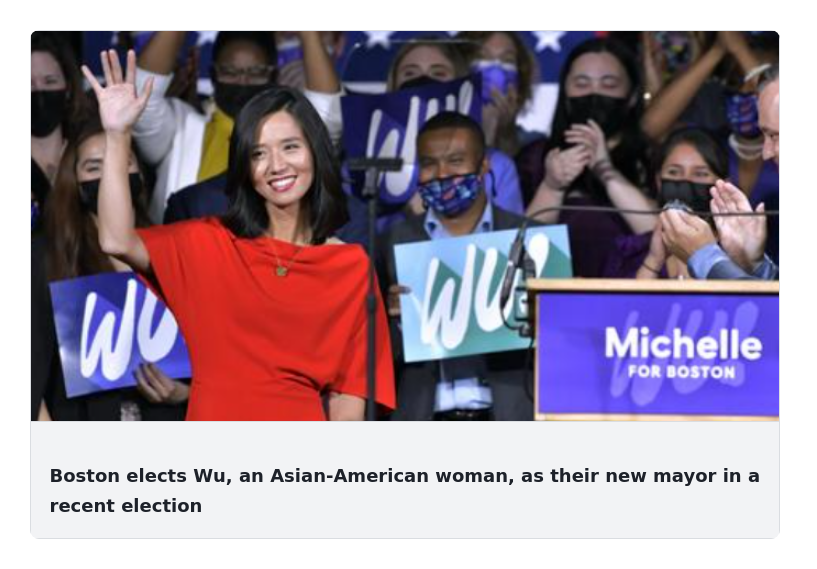 WU
WU
WU
Michelle
FOR BOSTON
Boston elects Wu, an Asian-American woman, as their new mayor in a
recent election